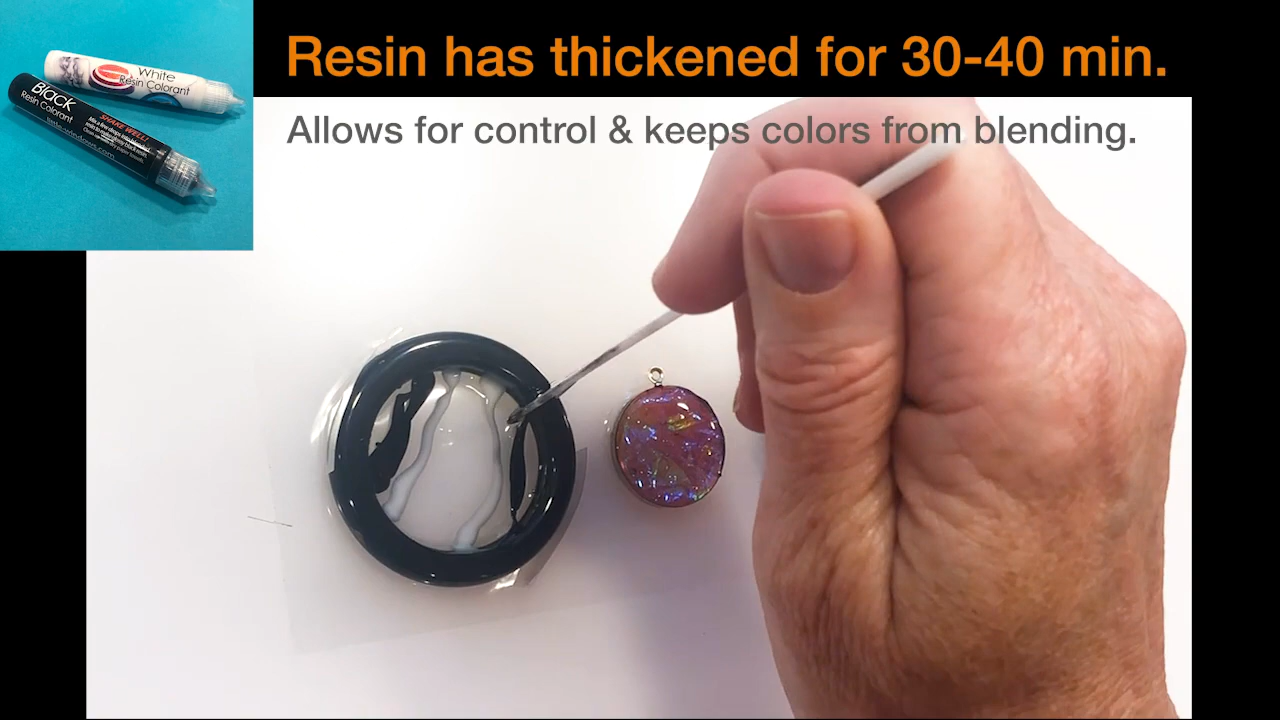 Resin has thickened for 30-40 min.
Allows for control & keeps colors from blending.
White
Resin Colorant
Black
Resin Colorant
SHAKE WELL!